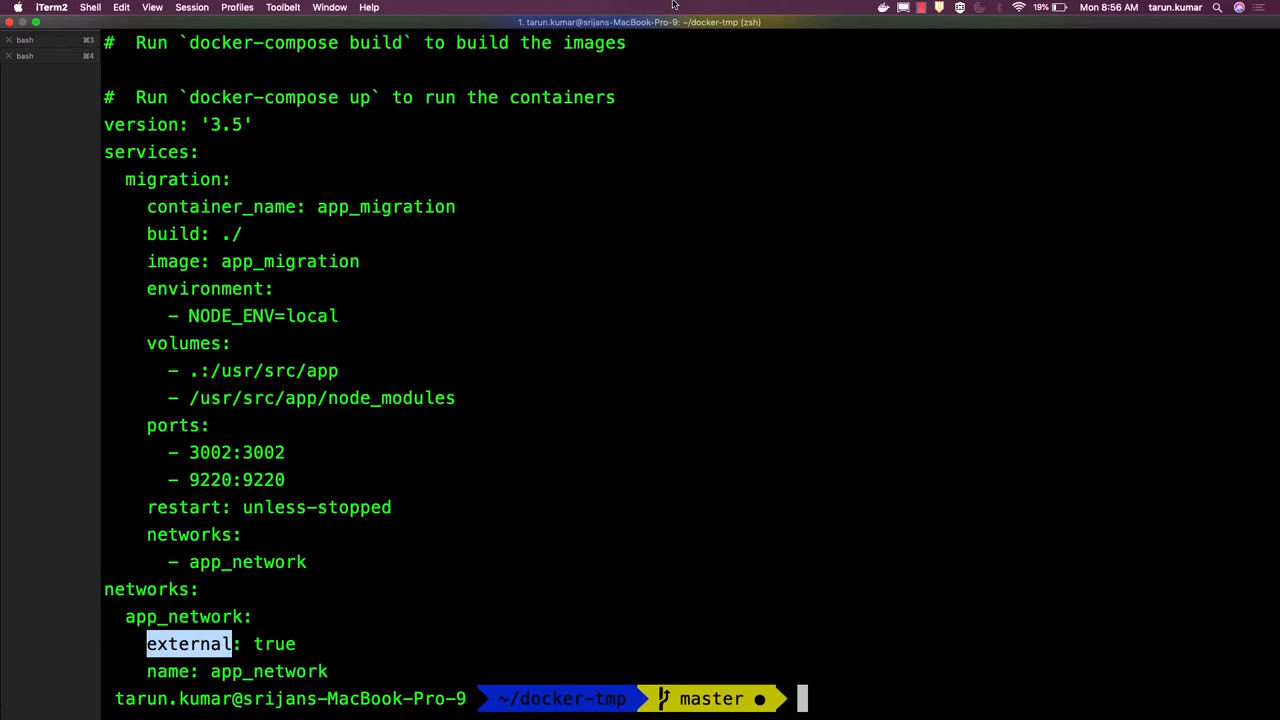 iTerm2 Shell Edit View Session Profiles Toolbelt Window Help 19% Mon 8:56 AM tarun.kumar
1. tarun.kumar@srijans-MacBook-Pro-9: ~/docker-tmp (zsh)
bash ⌘3
bash ⌘4
# Run `docker-compose build` to build the images
# Run `docker-compose up` to run the containers
version: '3.5'
services:
  migration:
    container_name: app_migration
    build: ./
    image: app_migration
    environment:
      - NODE_ENV=local
    volumes:
      - .:/usr/src/app
      - /usr/src/app/node_modules
    ports:
      - 3002:3002
      - 9220:9220
    restart: unless-stopped
    networks:
      - app_network
networks:
  app_network:
    external: true
    name: app_network
tarun.kumar@srijans-MacBook-Pro-9 ~/docker-tmp master ●